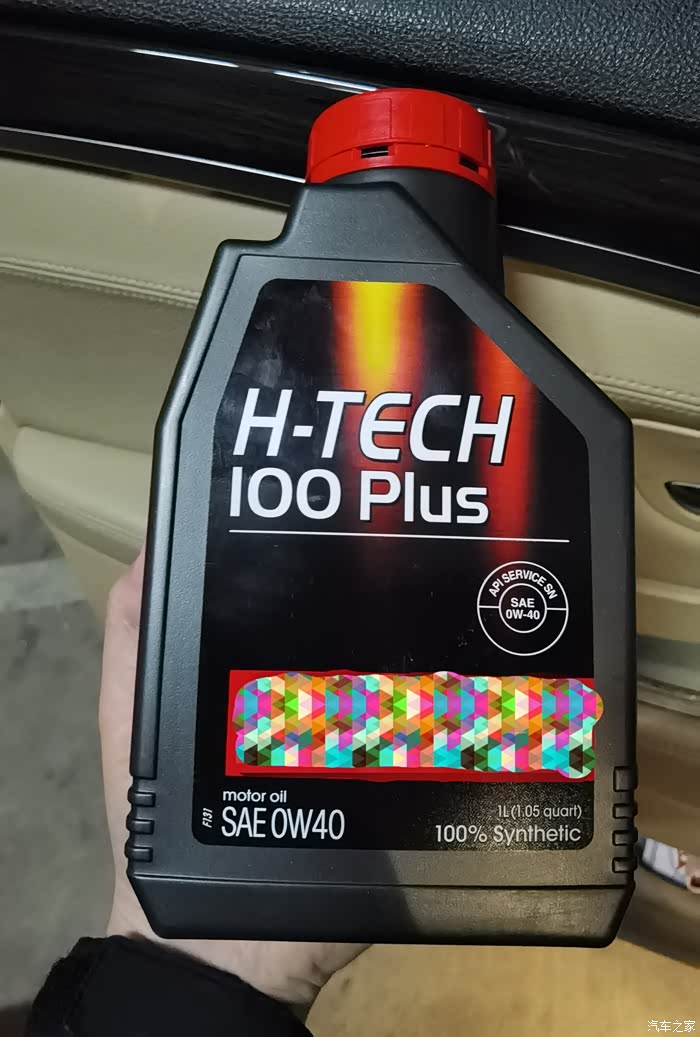 H-TECH
100 Plus
API SERVICE SN
SAE
0W-40
motor oil
1L (1.05 quart)
F131
SAE 0W40
100% Synthetic
汽车之家